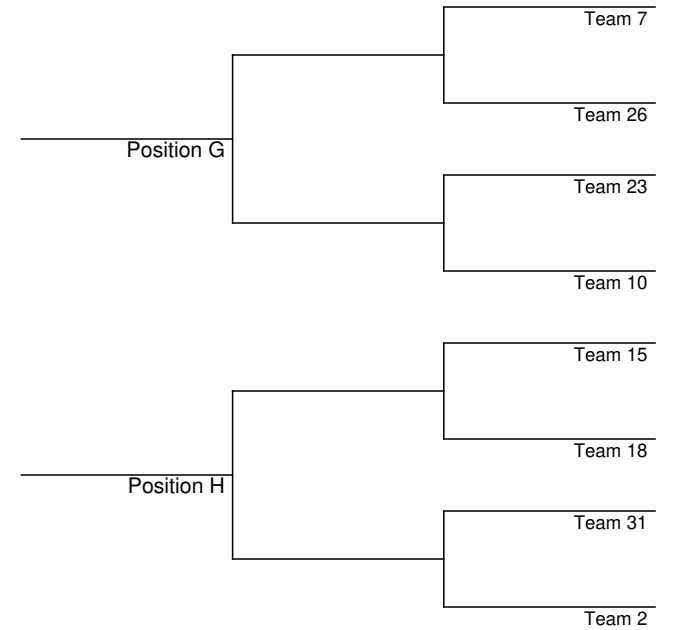 Team 7
Team 26
Position G
Team 23
Team 10
Team 15
Team 18
Position H
Team 31
Team 2